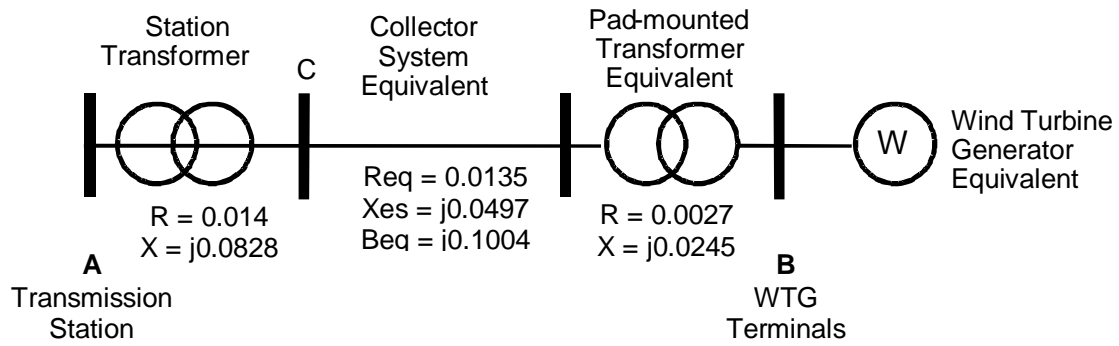 Station
Transformer
C
Collector
System
Equivalent
Pad-mounted
Transformer
Equivalent
W
Wind Turbine
Generator
Equivalent
R = 0.014
X = j0.0828
Req = 0.0135
Xes = j0.0497
Beq = j0.1004
R = 0.0027
X = j0.0245
A
Transmission
Station
B
WTG
Terminals